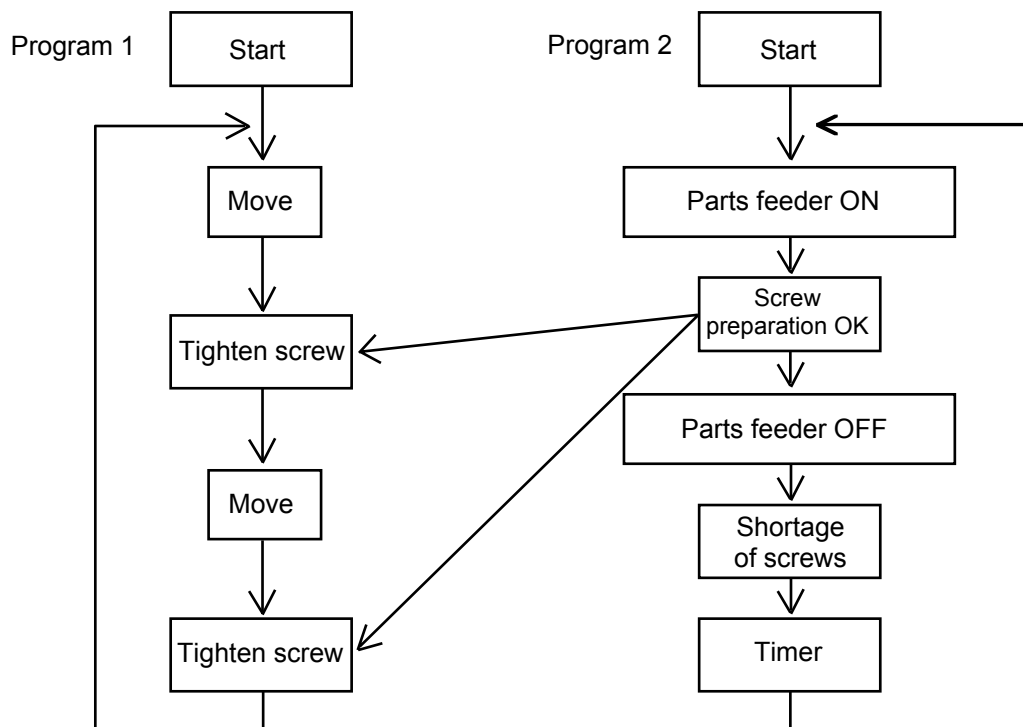 Program 1
Start
Move
Tighten screw
Move
Tighten screw
Program 2
Start
Parts feeder ON
Screw
preparation OK
Parts feeder OFF
Shortage
of screws
Timer